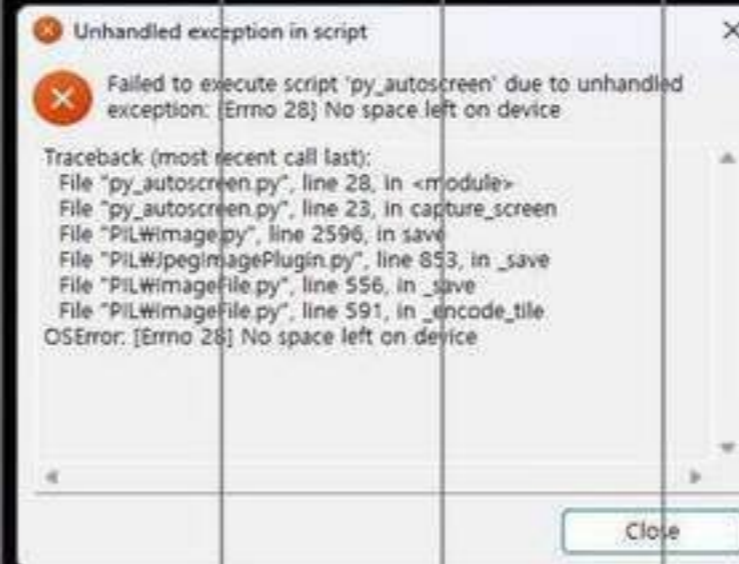 Unhandled exception in script
Failed to execute script 'py_autoscreen' due to unhandled
exception: [Errno 28] No space left on device
Traceback (most recent call last):
File "py_autoscreen.py", line 28, in <module>
File "py_autoscreen.py", line 23, in capture_screen
File "PIL₩Image.py", line 2596, in save
File "PIL₩JpegImagePlugin.py", line 853, in _save
File "PIL₩ImageFile.py", line 556, in _save
File "PIL₩ImageFile.py", line 591, in _encode_tile
OSError: [Errno 28] No space left on device
Close